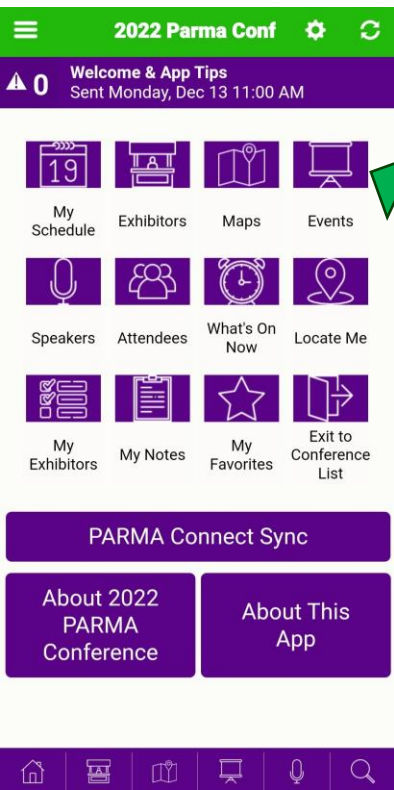 2022 Parma Conf
0
Welcome & App Tips
Sent Monday, Dec 13 11:00 AM
19
My
Schedule
Exhibitors
Maps
Events
Speakers
Attendees
What's On
Now
Locate Me
My
Exhibitors
My Notes
My
Favorites
Exit to
Conference
List
PARMA Connect Sync
About 2022
PARMA
Conference
About This
App